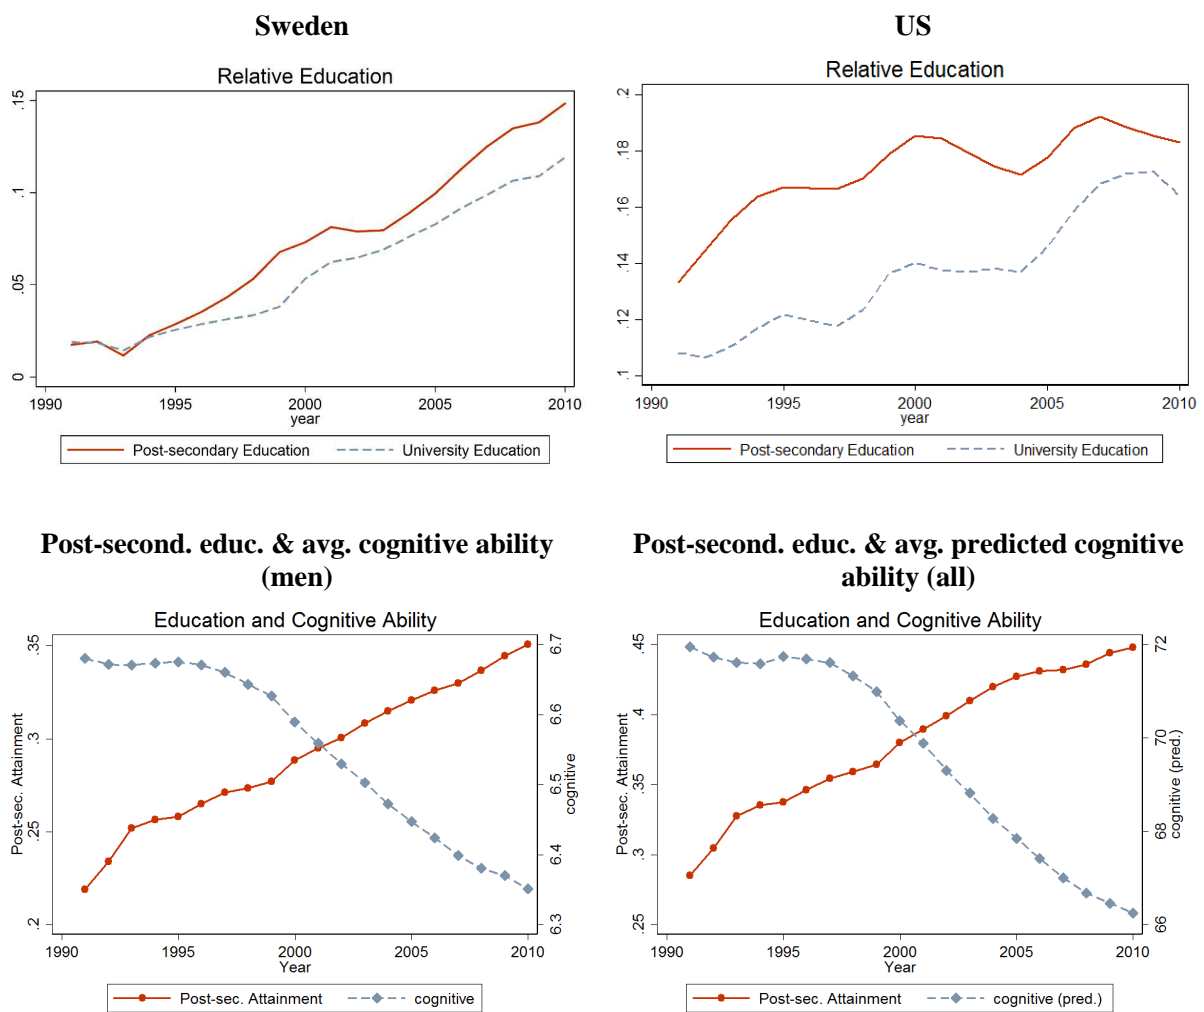 Sweden
Relative Education
.15
.1
.05
0
1990 1995 2000 2005 2010
year
Post-secondary Education University Education
US
Relative Education
.2
.18
.16
.14
.12
.1
1990 1995 2000 2005 2010
year
Post-secondary Education University Education
Post-second. educ. & avg. cognitive ability
(men)
Education and Cognitive Ability
Post-sec. Attainment
.35
.3
.25
.2
6.7
6.6
6.5
6.4
6.3
cognitive
1990 1995 2000 2005 2010
Year
Post-sec. Attainment cognitive
Post-second. educ. & avg. predicted cognitive
ability (all)
Education and Cognitive Ability
Post-sec. Attainment
.45
.4
.35
.3
.25
72
70
68
66
cognitive (pred.)
1990 1995 2000 2005 2010
Year
Post-sec. Attainment cognitive (pred.)